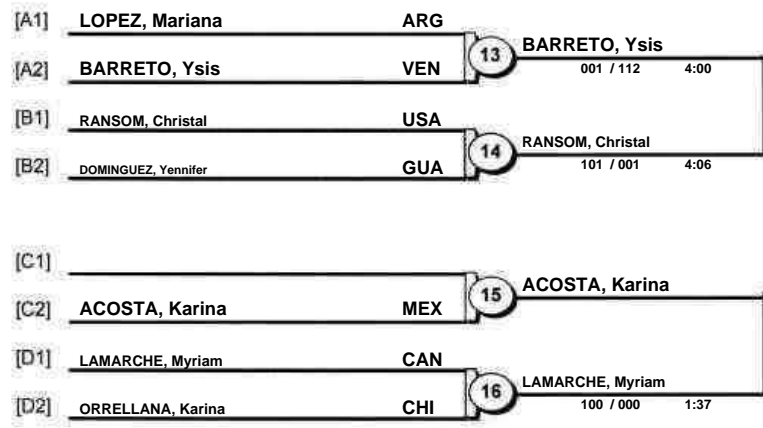 [A1] LOPEZ, Mariana ARG
13 BARRETO, Ysis
[A2] BARRETO, Ysis VEN 001 / 112 4:00
[B1] RANSOM, Christal USA
14 RANSOM, Christal
[B2] DOMINGUEZ, Yennifer GUA 101 / 001 4:06
[C1]
15 ACOSTA, Karina
[C2] ACOSTA, Karina MEX
[D1] LAMARCHE, Myriam CAN
16 LAMARCHE, Myriam
[D2] ORRELLANA, Karina CHI 100 / 000 1:37